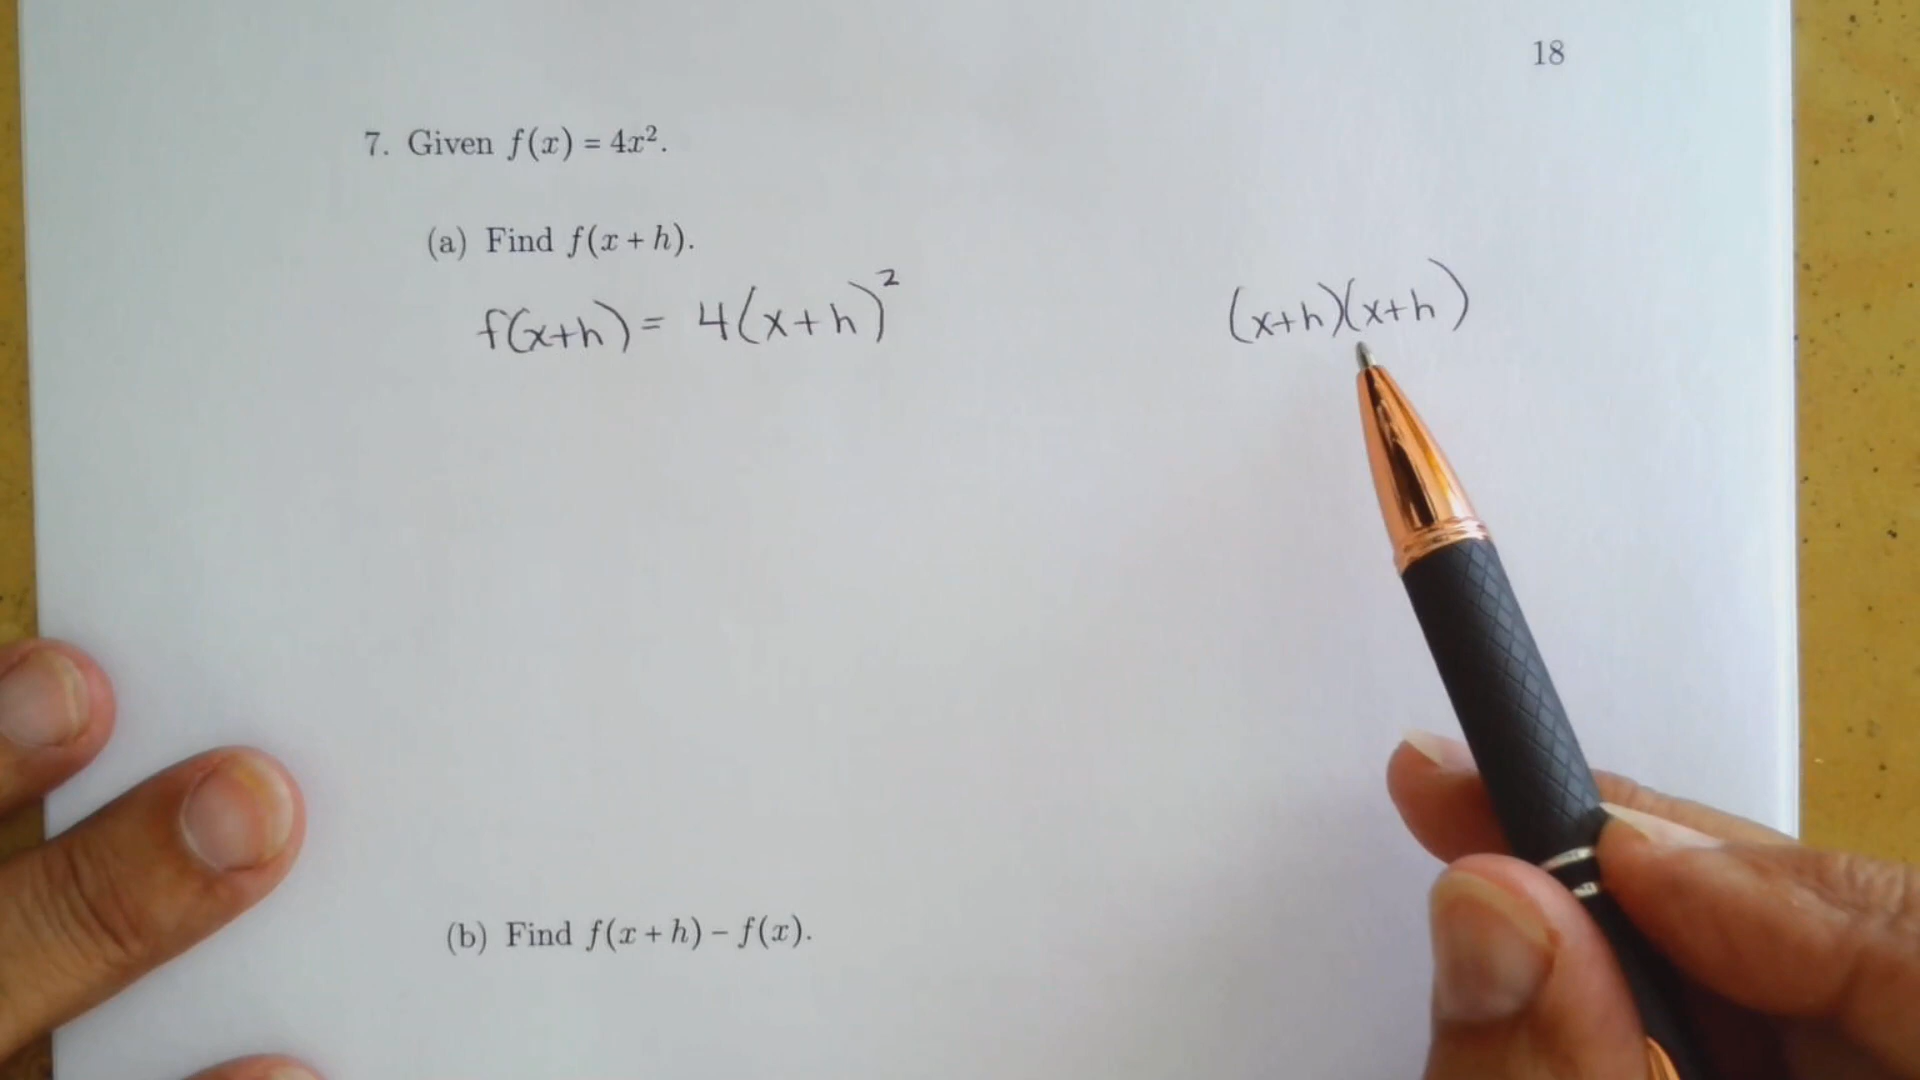 18
7. Given f(x) = 4x².
(a) Find f(x + h).
f(x+h) = 4(x+h)²
(x+h)(x+h)
(b) Find f(x + h) − f(x).